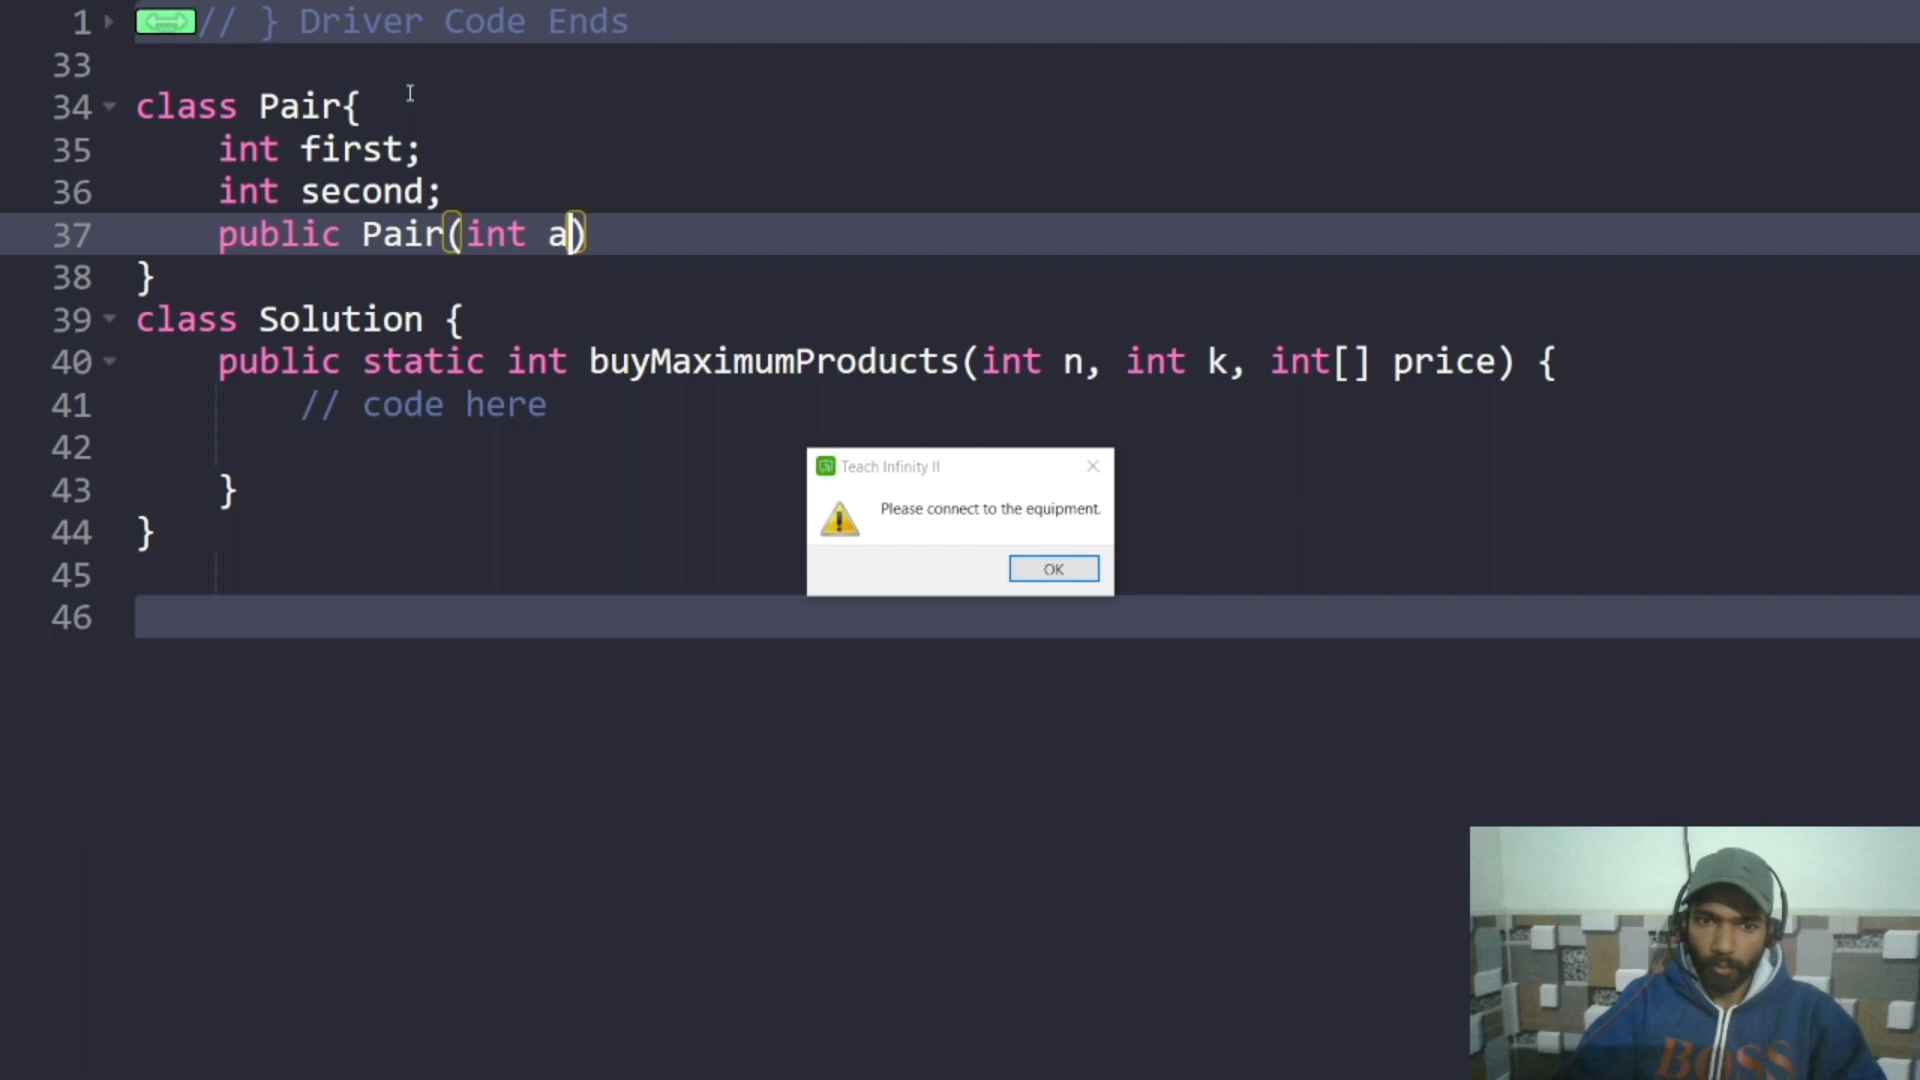 1 // } Driver Code Ends
33
34 class Pair{
35 int first;
36 int second;
37 public Pair(int a)
38 }
39 class Solution {
40 public static int buyMaximumProducts(int n, int k, int[] price) {
41 // code here
42
43 }
44 }
45
46
Teach Infinity II
Please connect to the equipment.
OK
BOSS